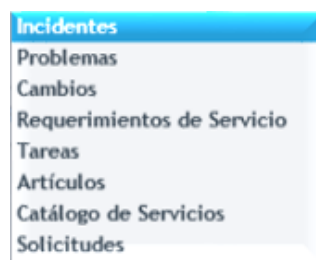 Incidentes
Problemas
Cambios
Requerimientos de Servicio
Tareas
Artículos
Catálogo de Servicios
Solicitudes